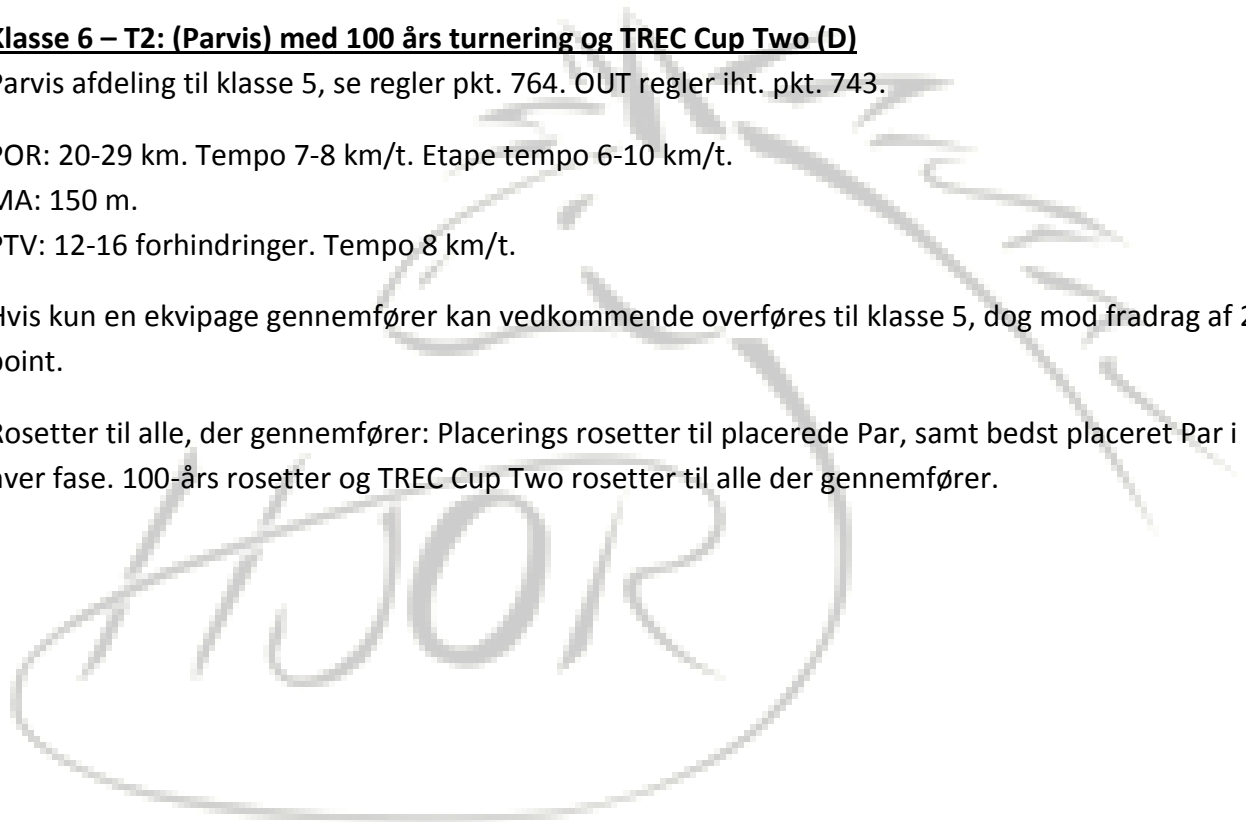 Klasse 6 – T2: (Parvis) med 100 års turnering og TREC Cup Two (D)
Parvis afdeling til klasse 5, se regler pkt. 764. OUT regler iht. pkt. 743.
POR: 20-29 km. Tempo 7-8 km/t. Etape tempo 6-10 km/t.
MA: 150 m.
PTV: 12-16 forhindringer. Tempo 8 km/t.
Hvis kun en ekvipage gennemfører kan vedkommende overføres til klasse 5, dog mod fradrag af
point.
Rosetter til alle, der gennemfører: Placerings rosetter til placerede Par, samt bedst placeret Par i
hver fase. 100-års rosetter og TREC Cup Two rosetter til alle der gennemfører.
HJOR